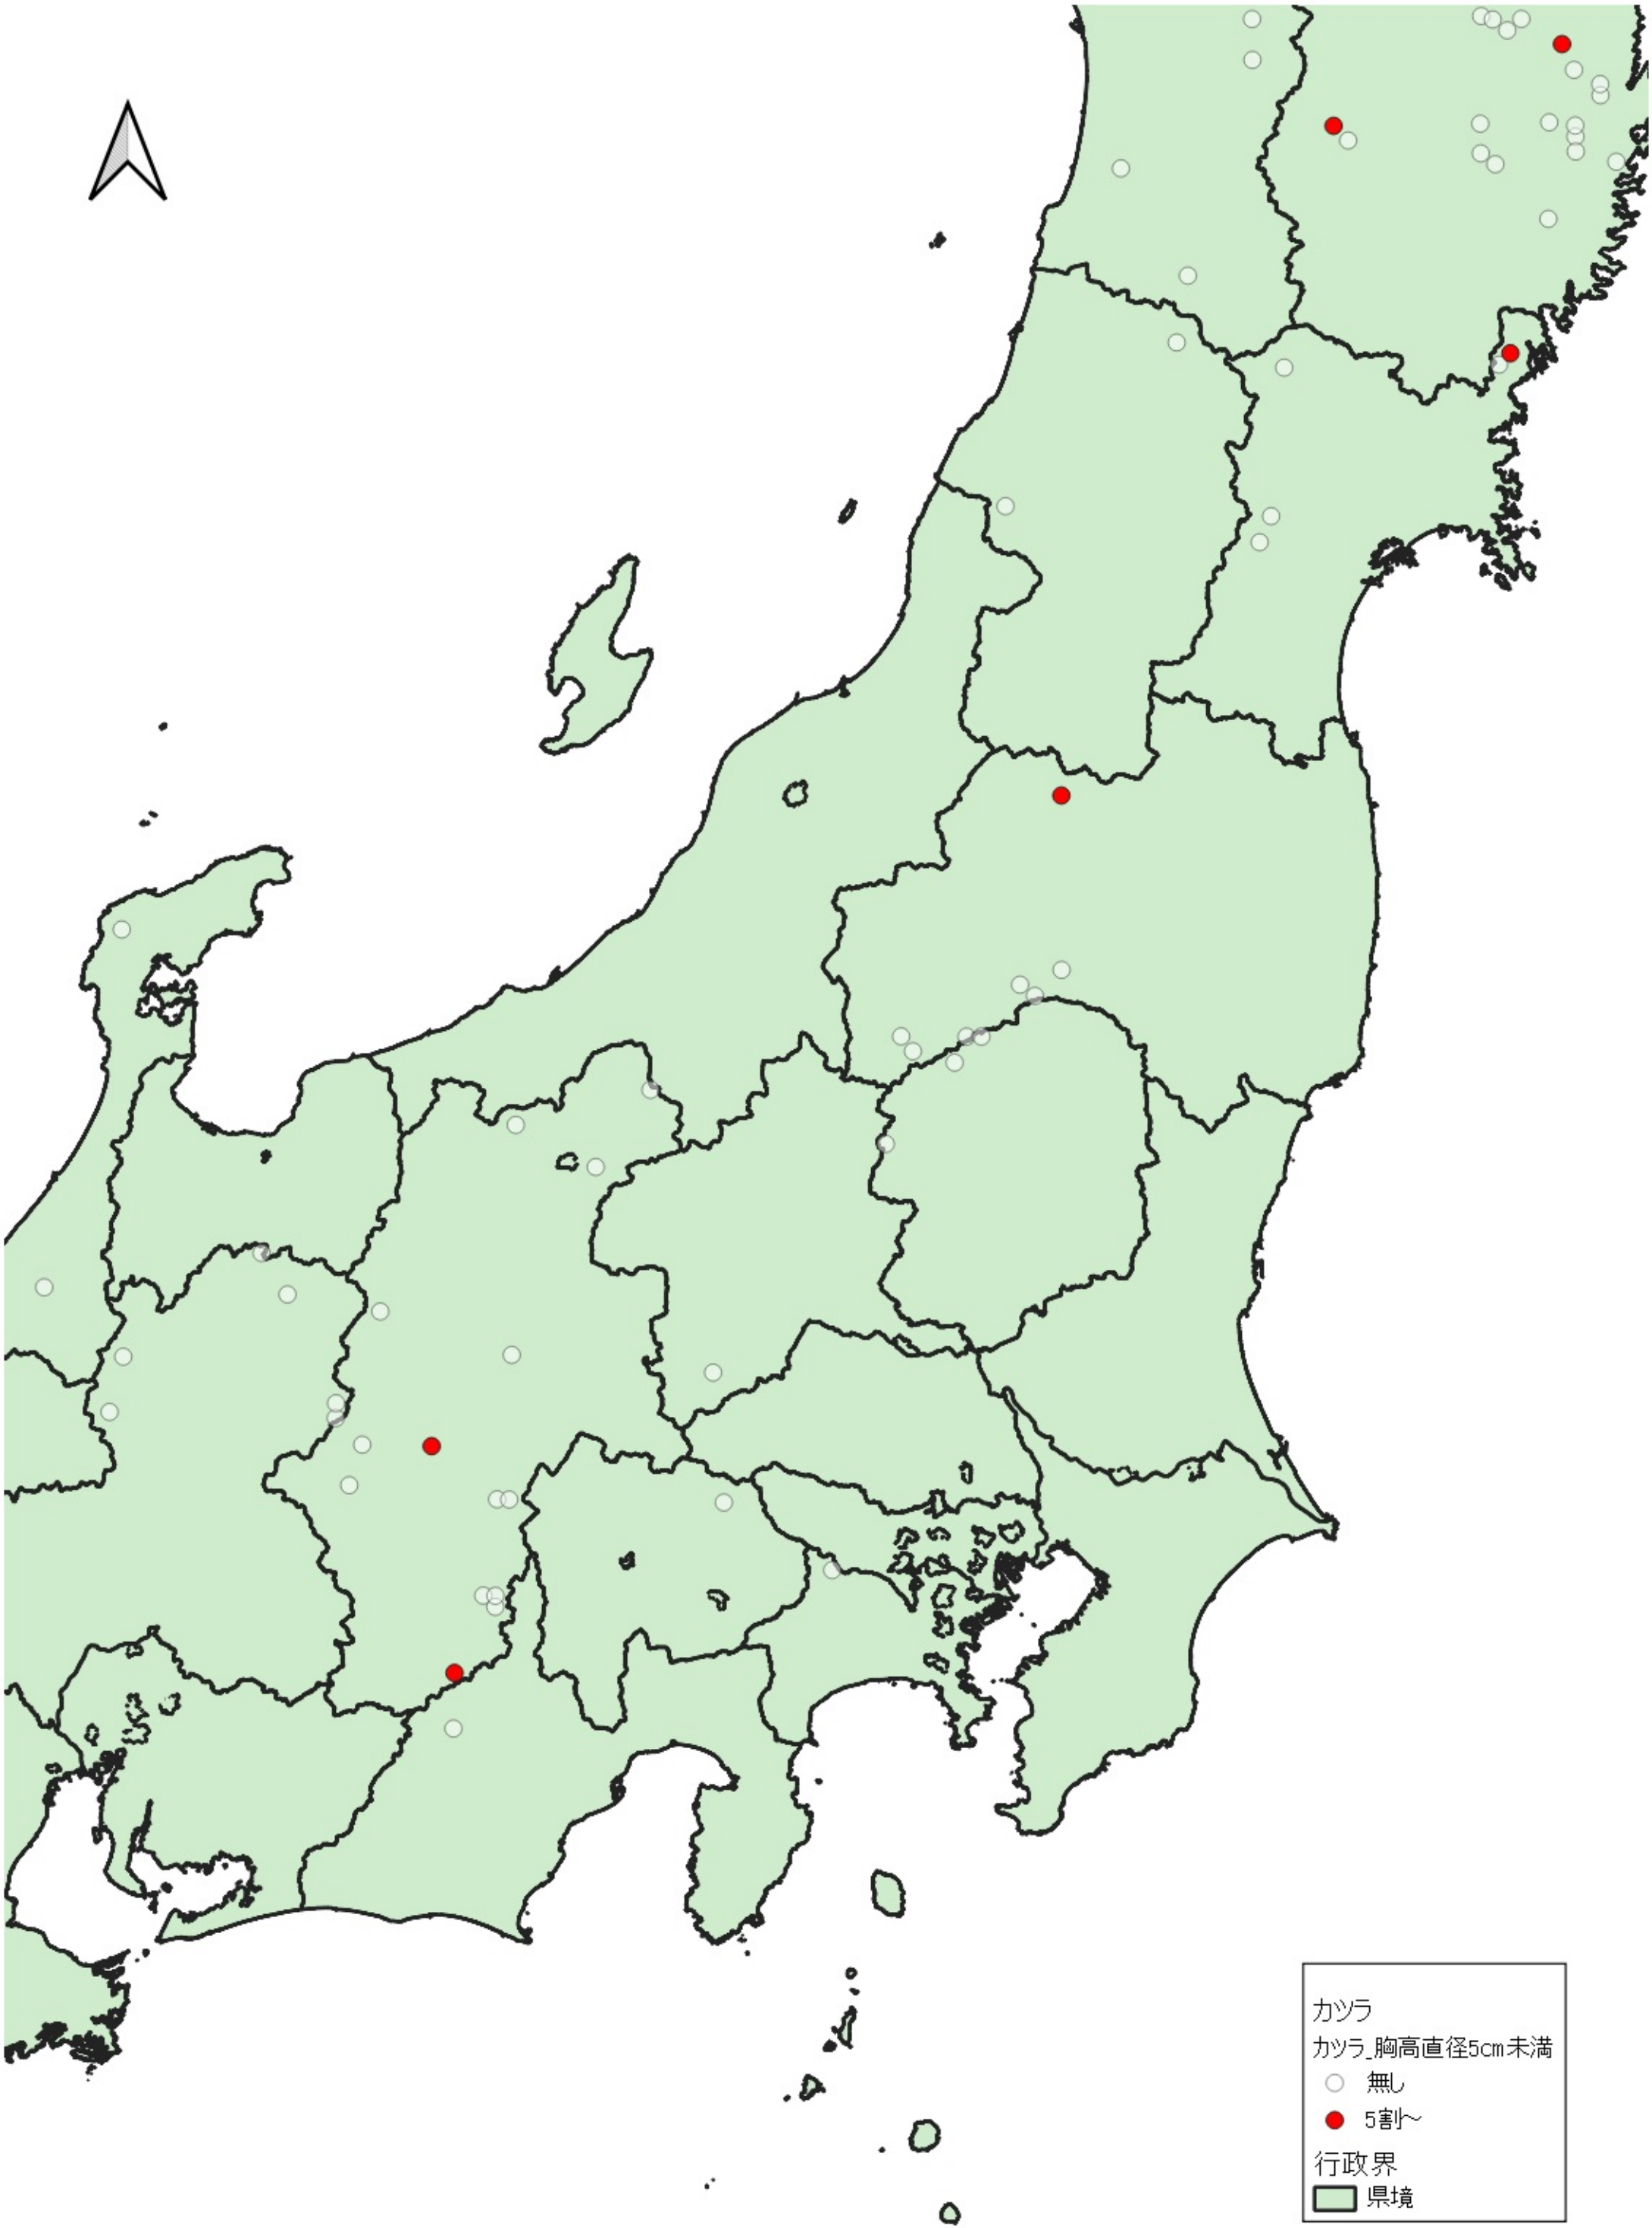 カツラ
カツラ_胸高直径5cm未満
無し
5割～
行政界
県境